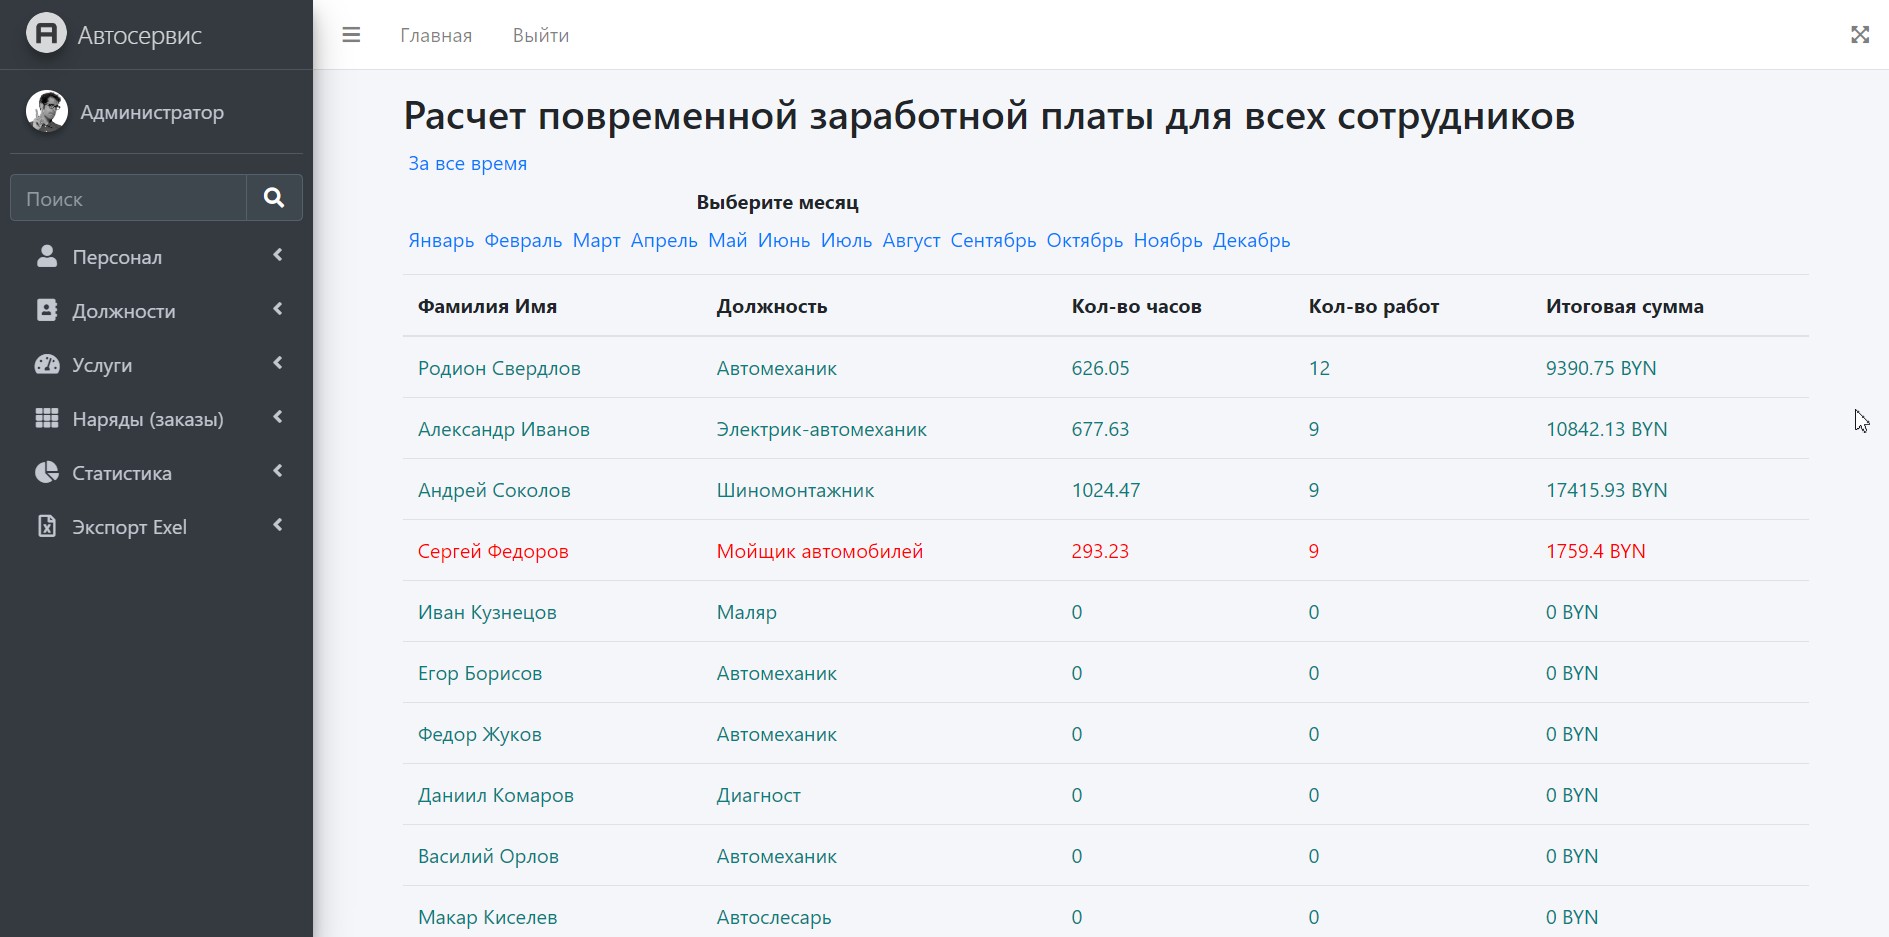 Автосервис
Главная Выйти
Администратор
Поиск
Персонал
Должности
Услуги
Наряды (заказы)
Статистика
Экспорт Exel
Расчет повременной заработной платы для всех сотрудников
За все время
Выберите месяц
Январь Февраль Март Апрель Май Июнь Июль Август Сентябрь Октябрь Ноябрь Декабрь
Фамилия Имя Должность Кол-во часов Кол-во работ Итоговая сумма
Родион Свердлов Автомеханик 626.05 12 9390.75 BYN
Александр Иванов Электрик-автомеханик 677.63 9 10842.13 BYN
Андрей Соколов Шиномонтажник 1024.47 9 17415.93 BYN
Сергей Федоров Мойщик автомобилей 293.23 9 1759.4 BYN
Иван Кузнецов Маляр 0 0 0 BYN
Егор Борисов Автомеханик 0 0 0 BYN
Федор Жуков Автомеханик 0 0 0 BYN
Даниил Комаров Диагност 0 0 0 BYN
Василий Орлов Автомеханик 0 0 0 BYN
Макар Киселев Автослесарь 0 0 0 BYN